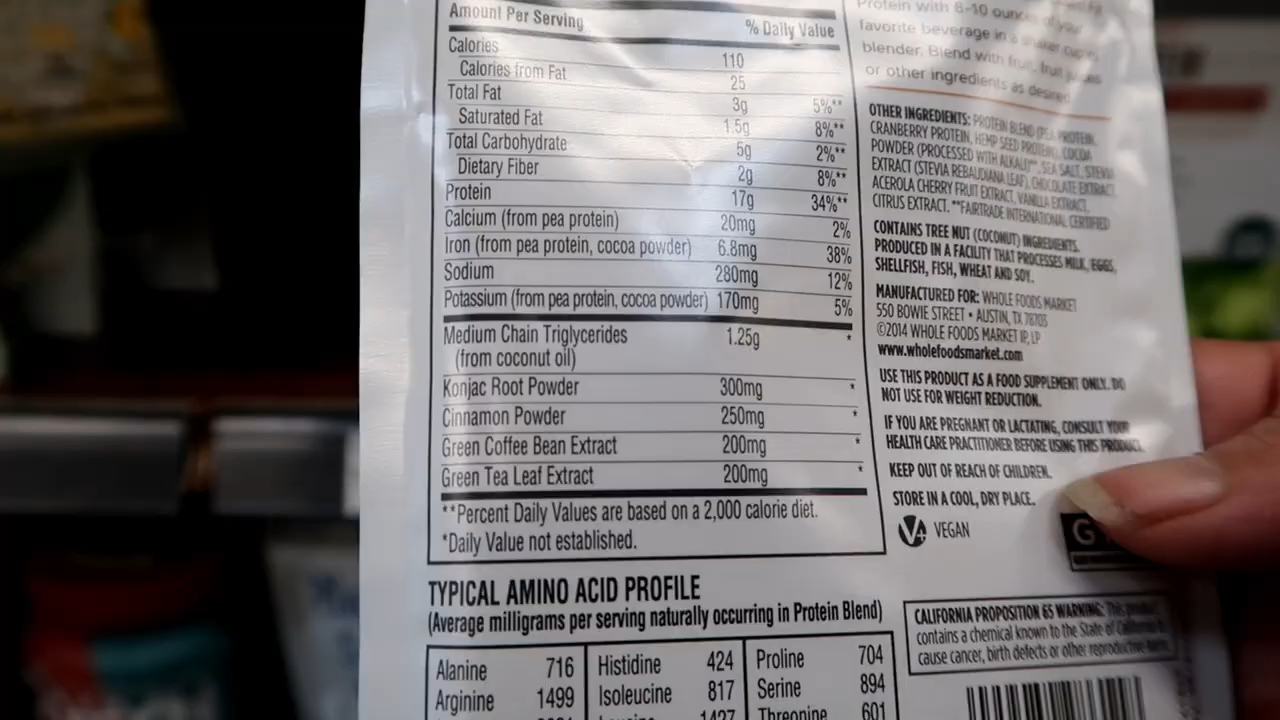 Amount Per Serving % Daily Value
Calories 110
Calories from Fat 25
Total Fat 3g 5%**
Saturated Fat 1.5g 8%**
Total Carbohydrate 5g 2%**
Dietary Fiber 2g 8%**
Protein 17g 34%**
Calcium (from pea protein) 20mg 2%
Iron (from pea protein, cocoa powder) 6.8mg 38%
Sodium 280mg 12%
Potassium (from pea protein, cocoa powder) 170mg 5%
Medium Chain Triglycerides 1.25g *
(from coconut oil)
Konjac Root Powder 300mg *
Cinnamon Powder 250mg *
Green Coffee Bean Extract 200mg *
Green Tea Leaf Extract 200mg *
**Percent Daily Values are based on a 2,000 calorie diet.
*Daily Value not established.
TYPICAL AMINO ACID PROFILE
(Average milligrams per serving naturally occurring in Protein Blend)
Alanine 716 Histidine 424 Proline 704
Arginine 1499 Isoleucine 817 Serine 894
1427 Threonine 601
Protein with 8-10 ounces of your
favorite beverage in a shaker cup or
blender. Blend with fruit, fruit juices
or other ingredients as desired.
OTHER INGREDIENTS: PROTEIN BLEND (PEA PROTEIN,
CRANBERRY PROTEIN, HEMP SEED PROTEIN), COCOA
POWDER (PROCESSED WITH ALKALI)**, SEA SALT, STEVIA
EXTRACT (STEVIA REBAUDIANA LEAF), CHOCOLATE EXTRACT,
ACEROLA CHERRY FRUIT EXTRACT, VANILLA EXTRACT,
CITRUS EXTRACT. **FAIRTRADE INTERNATIONAL CERTIFIED
CONTAINS TREE NUT (COCONUT) INGREDIENTS.
PRODUCED IN A FACILITY THAT PROCESSES MILK, EGGS,
SHELLFISH, FISH, WHEAT AND SOY.
MANUFACTURED FOR: WHOLE FOODS MARKET
550 BOWIE STREET • AUSTIN, TX 78703
©2014 WHOLE FOODS MARKET IP, LP
www.wholefoodsmarket.com
USE THIS PRODUCT AS A FOOD SUPPLEMENT ONLY. DO
NOT USE FOR WEIGHT REDUCTION.
IF YOU ARE PREGNANT OR LACTATING, CONSULT YOUR
HEALTH CARE PRACTITIONER BEFORE USING THIS PRODUCT.
KEEP OUT OF REACH OF CHILDREN.
STORE IN A COOL, DRY PLACE.
V+ VEGAN
G
CALIFORNIA PROPOSITION 65 WARNING: This product
contains a chemical known to the State of California to
cause cancer, birth defects or other reproductive harm.